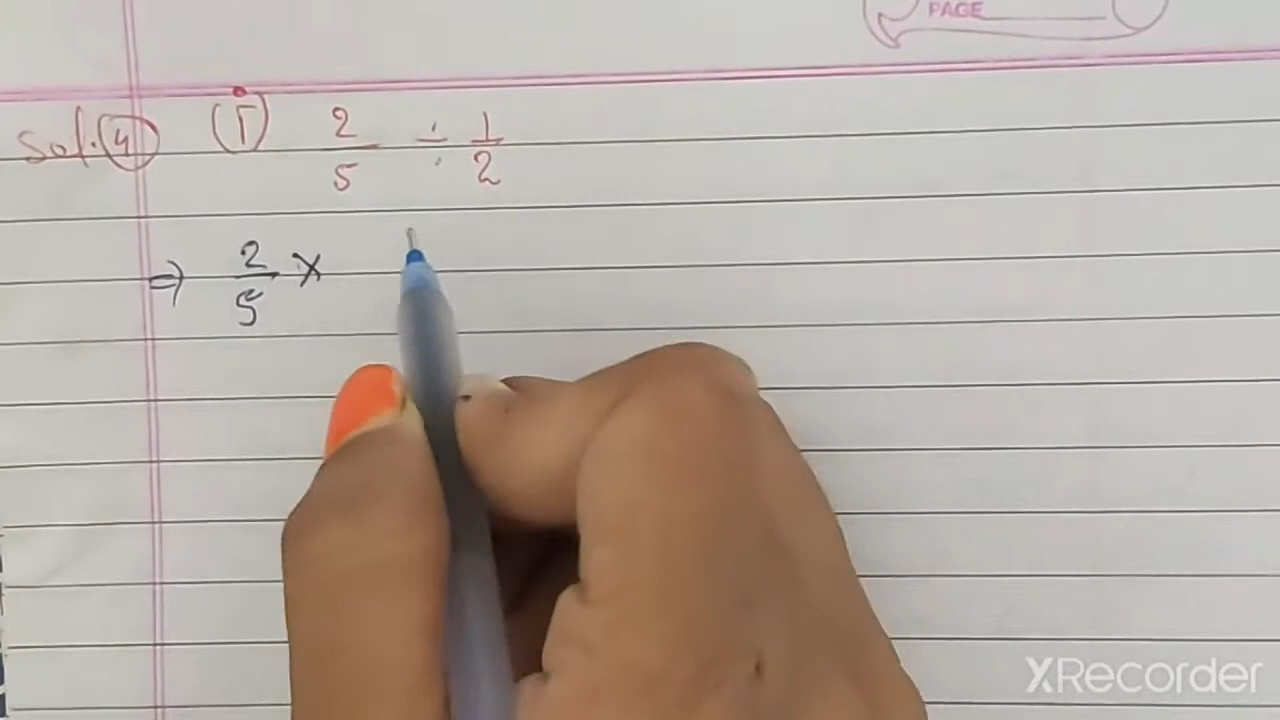 PAGE
Sol. 4 (i) 2/5 ÷ 1/2
⇒ 2/5 ×
XRecorder